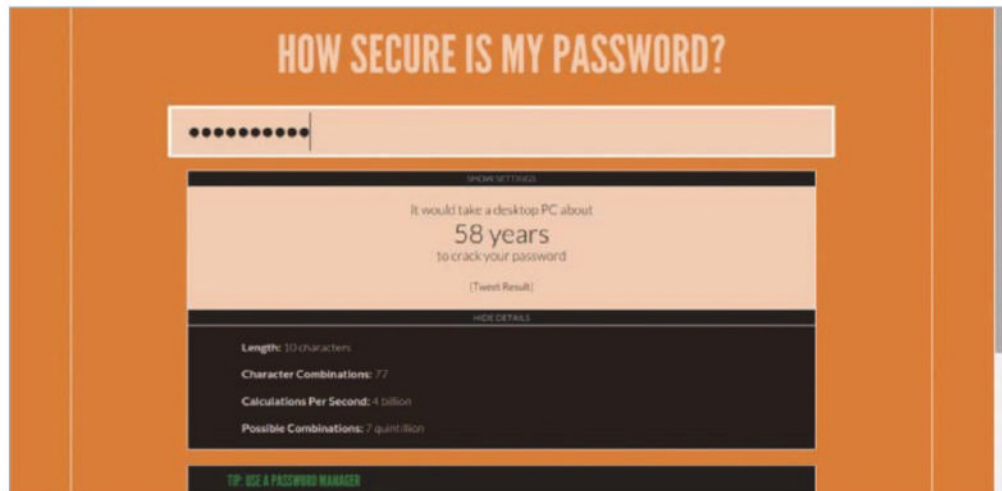 HOW SECURE IS MY PASSWORD?
SHOW SETTINGS
It would take a desktop PC about
58 years
to crack your password
[Tweet Result]
HIDE DETAILS
Length: 10 characters
Character Combinations: 77
Calculations Per Second: 4 billion
Possible Combinations: 7 quintillion
TIP: USE A PASSWORD MANAGER